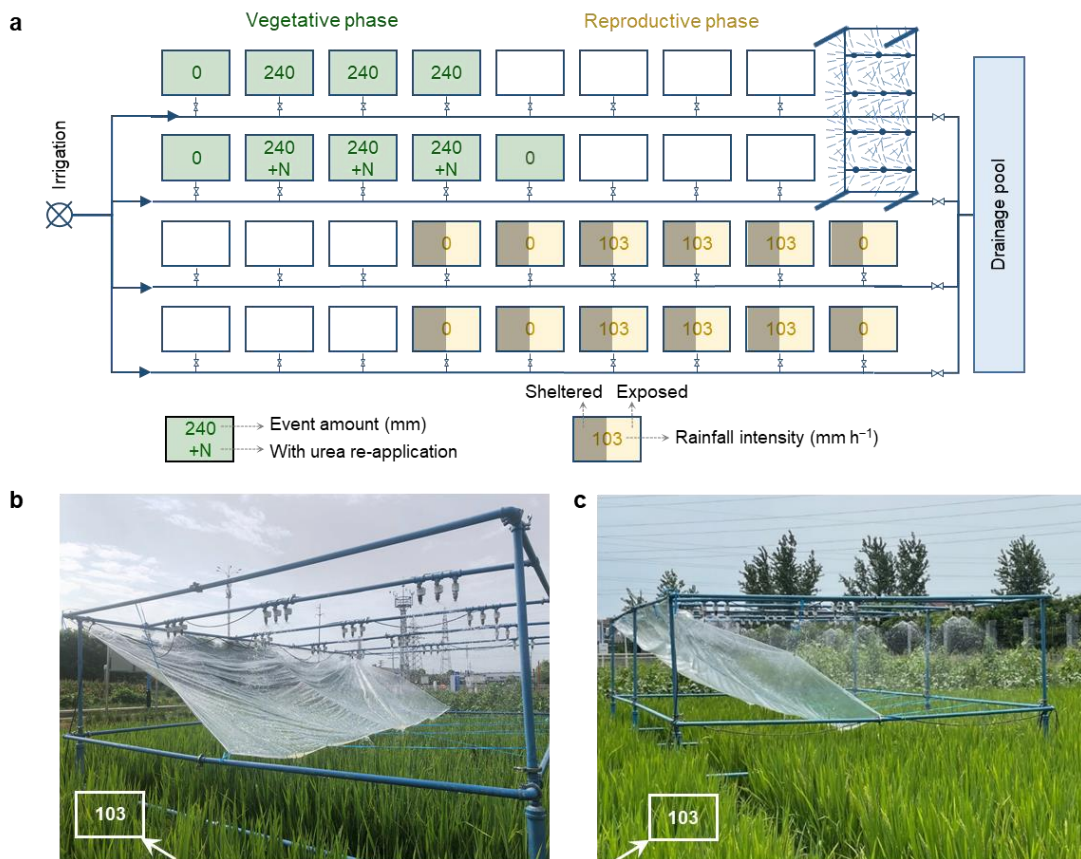 a
Vegetative phase
Reproductive phase
0 240 240 240
0 240 +N 240 +N 240 +N 0
Irrigation
0 0 103 103 103 0
0 0 103 103 103 0
Drainage pool
Sheltered Exposed
240
+N
Event amount (mm)
With urea re-application
103
Rainfall intensity (mm h⁻¹)
b
103
c
103